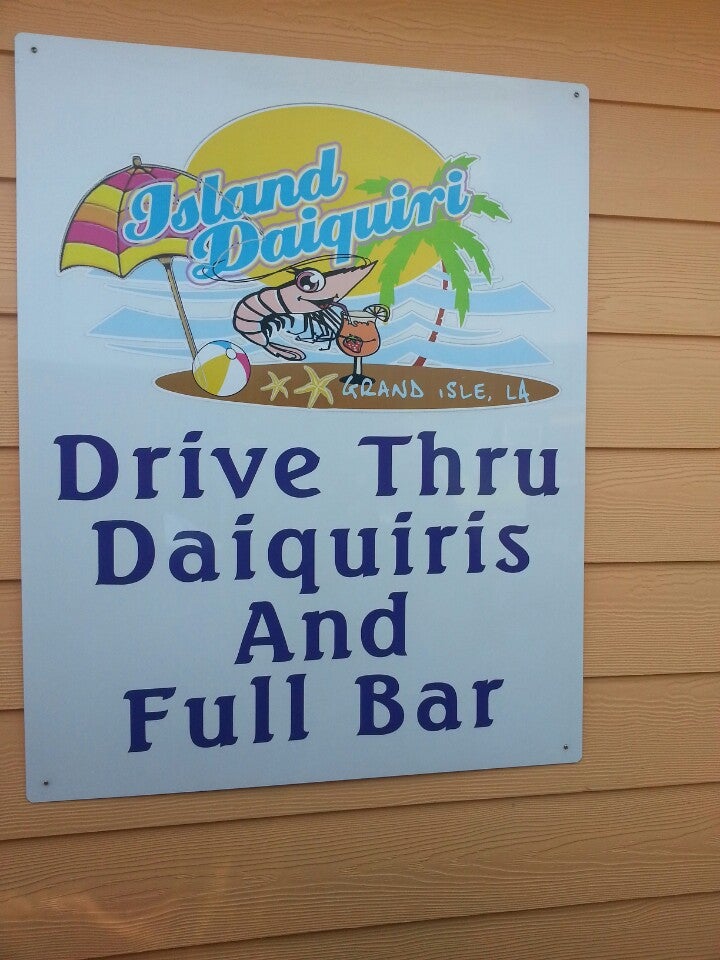 Island
Daiquiri
GRAND ISLE, LA
Drive Thru
Daiquiris
And
Full Bar